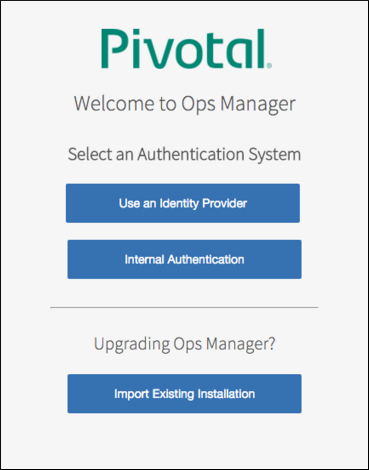 Pivotal.
Welcome to Ops Manager
Select an Authentication System
Use an Identity Provider
Internal Authentication
Upgrading Ops Manager?
Import Existing Installation